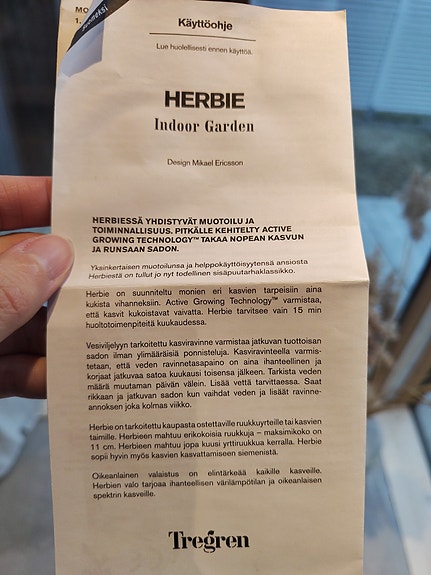 MO
1.
suomeksi
Käyttöohje
Lue huolellisesti ennen käyttöä.
HERBIE
Indoor Garden
Design Mikael Ericsson
HERBIESSÄ YHDISTYVÄT MUOTOILU JA
TOIMINNALLISUUS. PITKÄLLE KEHITELTY ACTIVE
GROWING TECHNOLOGY™ TAKAA NOPEAN KASVUN
JA RUNSAAN SADON.
Yksinkertaisen muotoilunsa ja helppokäyttöisyytensä ansiosta
Herbiestä on tullut jo nyt todellinen sisäpuutarhaklassikko.
Herbie on suunniteltu monien eri kasvien tarpeisiin aina
kukista vihanneksiin. Active Growing Technology™ varmistaa,
että kasvit kukoistavat vaivatta. Herbie tarvitsee vain 15 min
huoltotoimenpiteitä kuukaudessa.
Vesiviljelyyn tarkoitettu kasviravinne varmistaa jatkuvan tuottoisan
sadon ilman ylimääräisiä ponnisteluja. Kasviravinteella varmis-
tetaan, että veden ravinnetasapaino on aina ihanteellinen ja
korjaat jatkuvaa satoa kuukausi toisensa jälkeen. Tarkista veden
määrä muutaman päivän välein. Lisää vettä tarvittaessa. Saat
rikkaan ja jatkuvan sadon kun vaihdat veden ja lisäät ravinne-
annoksen joka kolmas viikko.
Herbie on tarkoitettu kaupasta ostettaville ruukkuyrteille tai kasvien
taimille. Herbieen mahtuu erikokoisia ruukkuja – maksimikoko on
11 cm. Herbieen mahtuu jopa kuusi yrttiruukkua kerralla. Herbie
sopii hyvin myös kasvien kasvattamiseen siemenistä.
Oikeanlainen valaistus on elintärkeää kaikille kasveille.
Herbien valo tarjoaa ihanteellisen värilämpötilan ja oikeanlaisen
spektrin kasveille.
Tregren